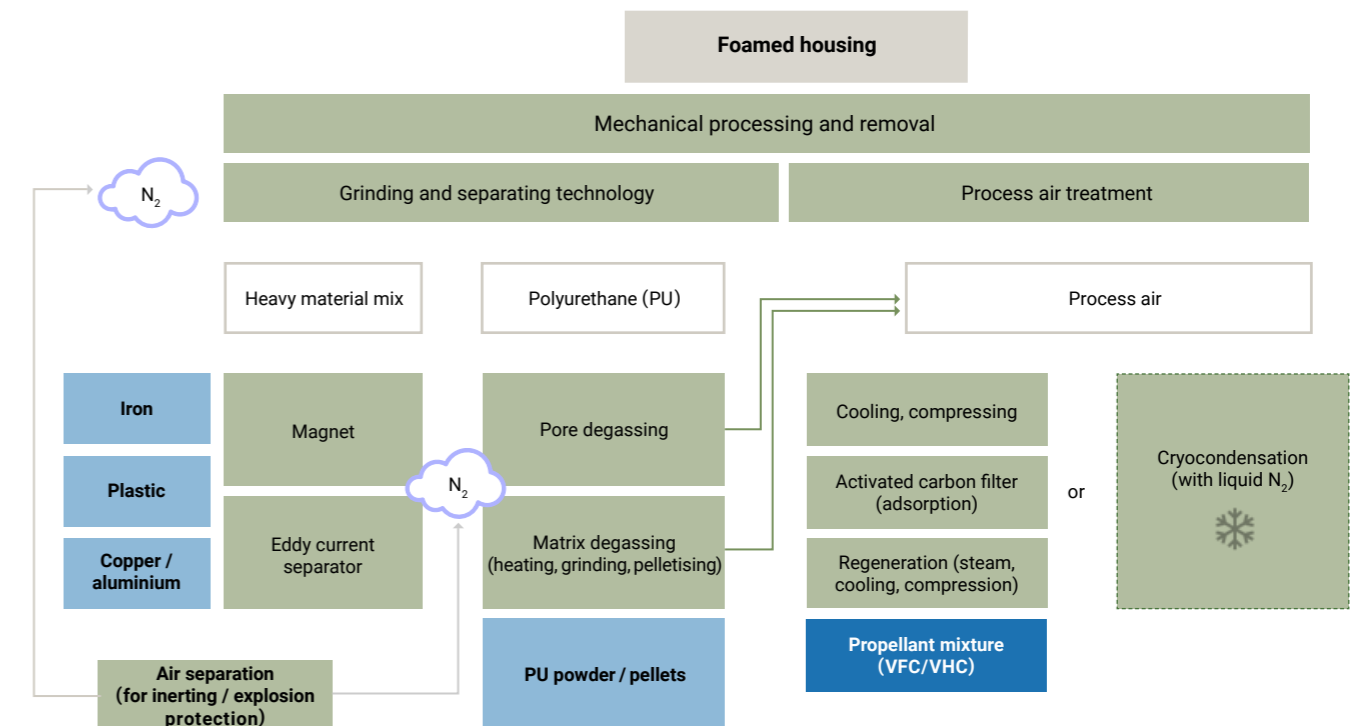 Foamed housing
Mechanical processing and removal
N₂
Grinding and separating technology
Process air treatment
Heavy material mix
Polyurethane (PU)
Process air
Iron
Plastic
Copper /
aluminium
Magnet
Eddy current
separator
N₂
Pore degassing
Matrix degassing
(heating, grinding, pelletising)
PU powder / pellets
Cooling, compressing
Activated carbon filter
(adsorption)
Regeneration (steam,
cooling, compression)
Propellant mixture
(VFC/VHC)
or
Cryocondensation
(with liquid N₂)
Air separation
(for inerting / explosion
protection)